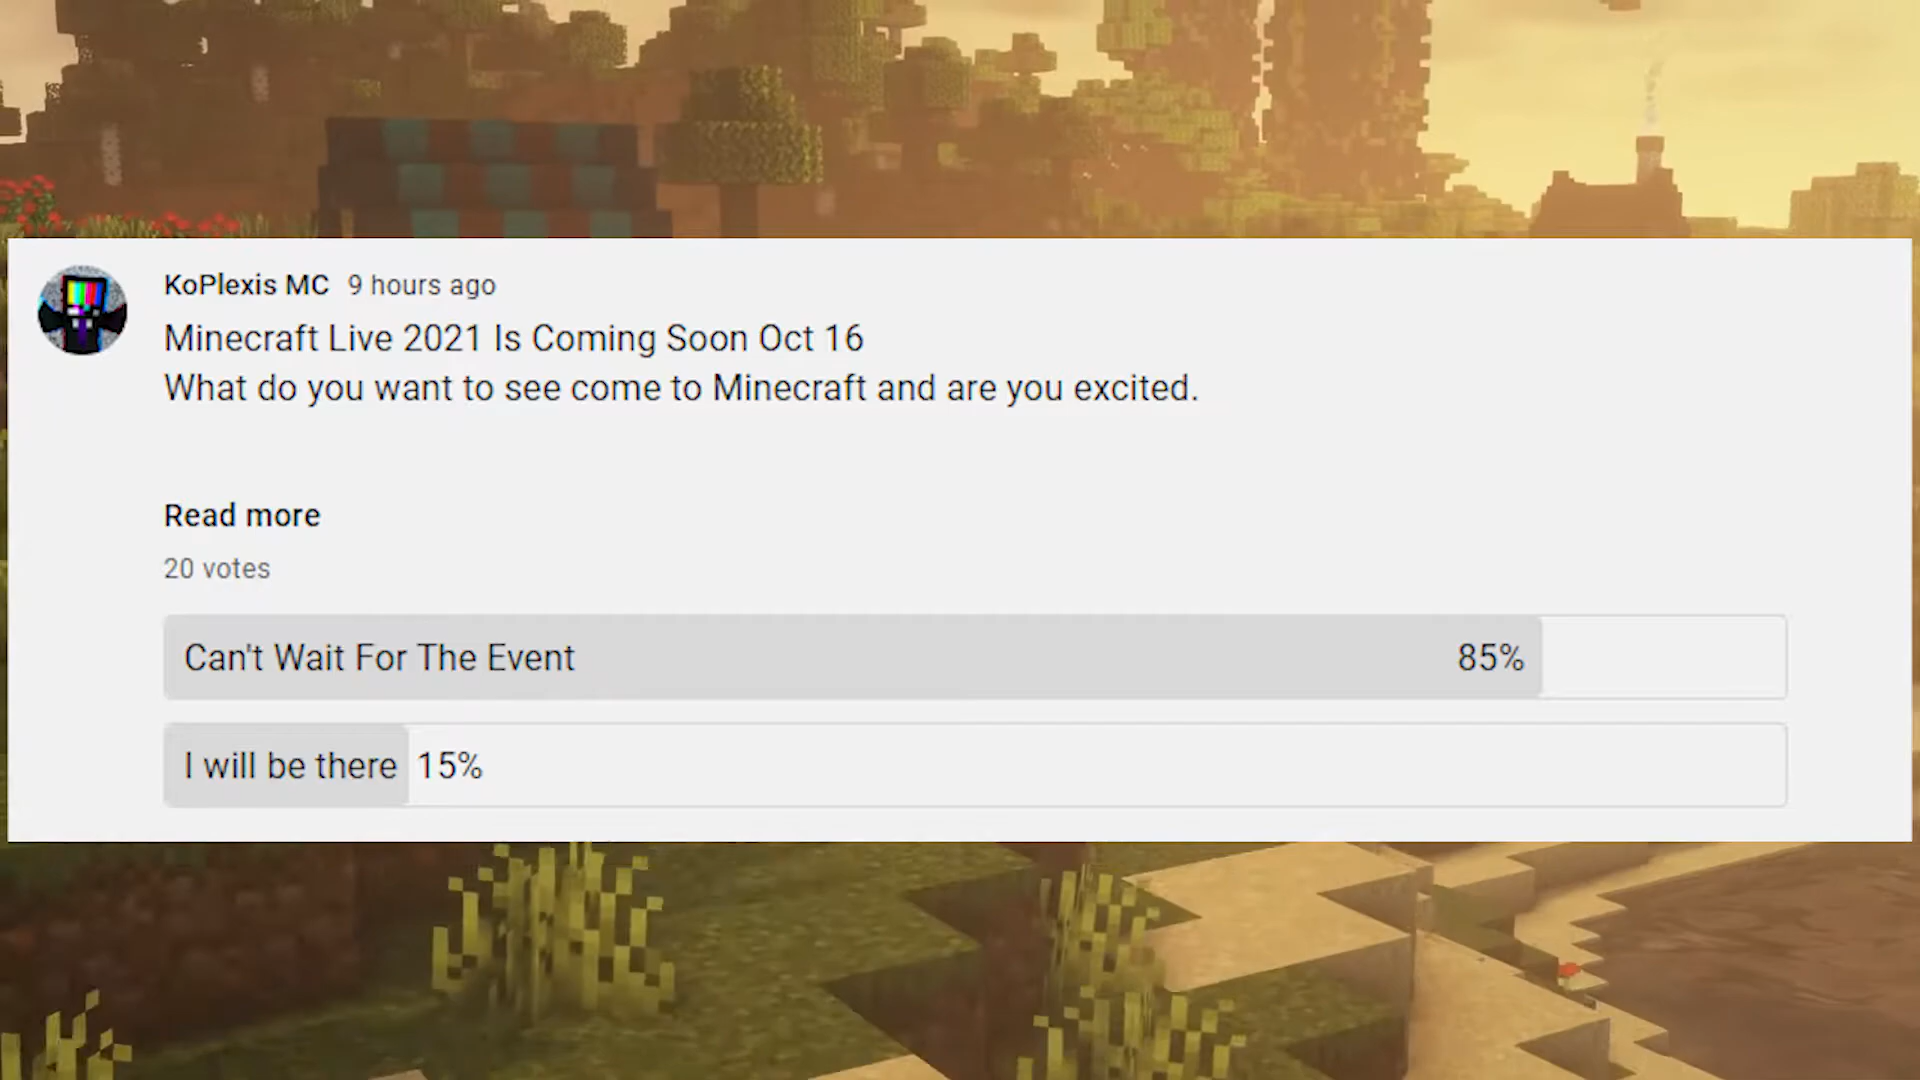 KoPlexis MC 9 hours ago
Minecraft Live 2021 Is Coming Soon Oct 16
What do you want to see come to Minecraft and are you excited.
Read more
20 votes
Can't Wait For The Event 85%
I will be there 15%